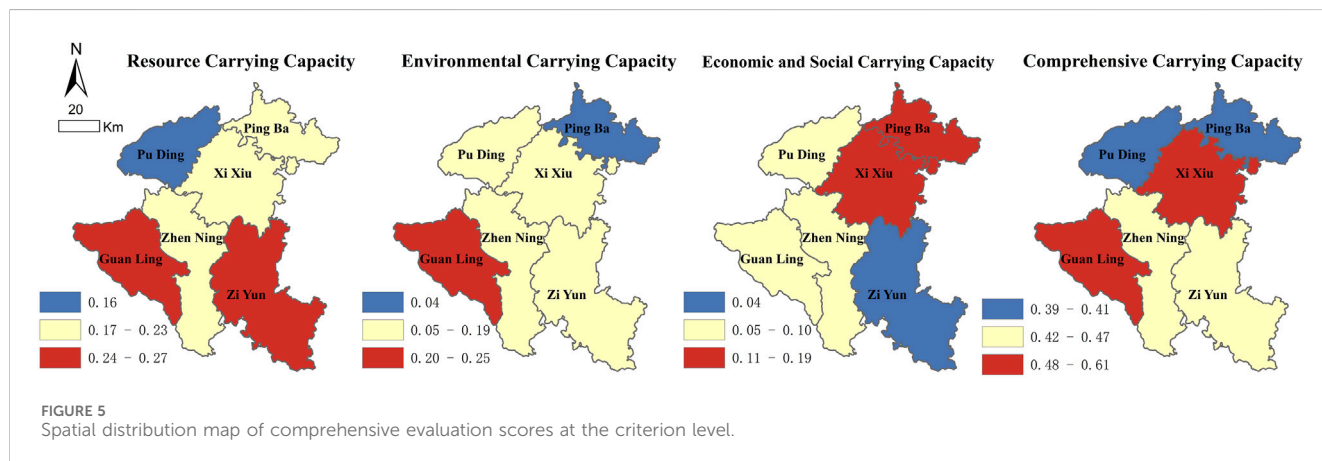 N
20
Km
Resource Carrying Capacity
Ping Ba
Pu Ding
Xi Xiu
Zhen Ning
Guan Ling
Zi Yun
0.16
0.17 – 0.23
0.24 – 0.27
Environmental Carrying Capacity
Ping Ba
Pu Ding
Xi Xiu
Zhen Ning
Guan Ling
Zi Yun
0.04
0.05 – 0.19
0.20 – 0.25
Economic and Social Carrying Capacity
Ping Ba
Pu Ding
Xi Xiu
Zhen Ning
Guan Ling
Zi Yun
0.04
0.05 – 0.10
0.11 – 0.19
Comprehensive Carrying Capacity
Ping Ba
Pu Ding
Xi Xiu
Zhen Ning
Guan Ling
Zi Yun
0.39 – 0.41
0.42 – 0.47
0.48 – 0.61
FIGURE 5
Spatial distribution map of comprehensive evaluation scores at the criterion level.